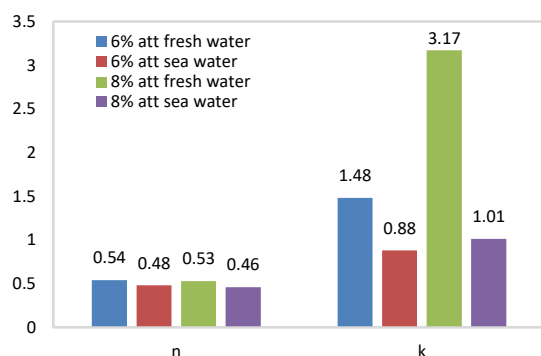 3.5
3
2.5
2
1.5
1
0.5
0
6% att fresh water
6% att sea water
8% att fresh water
8% att sea water
0.54
0.48
0.53
0.46
1.48
0.88
3.17
1.01
n
k